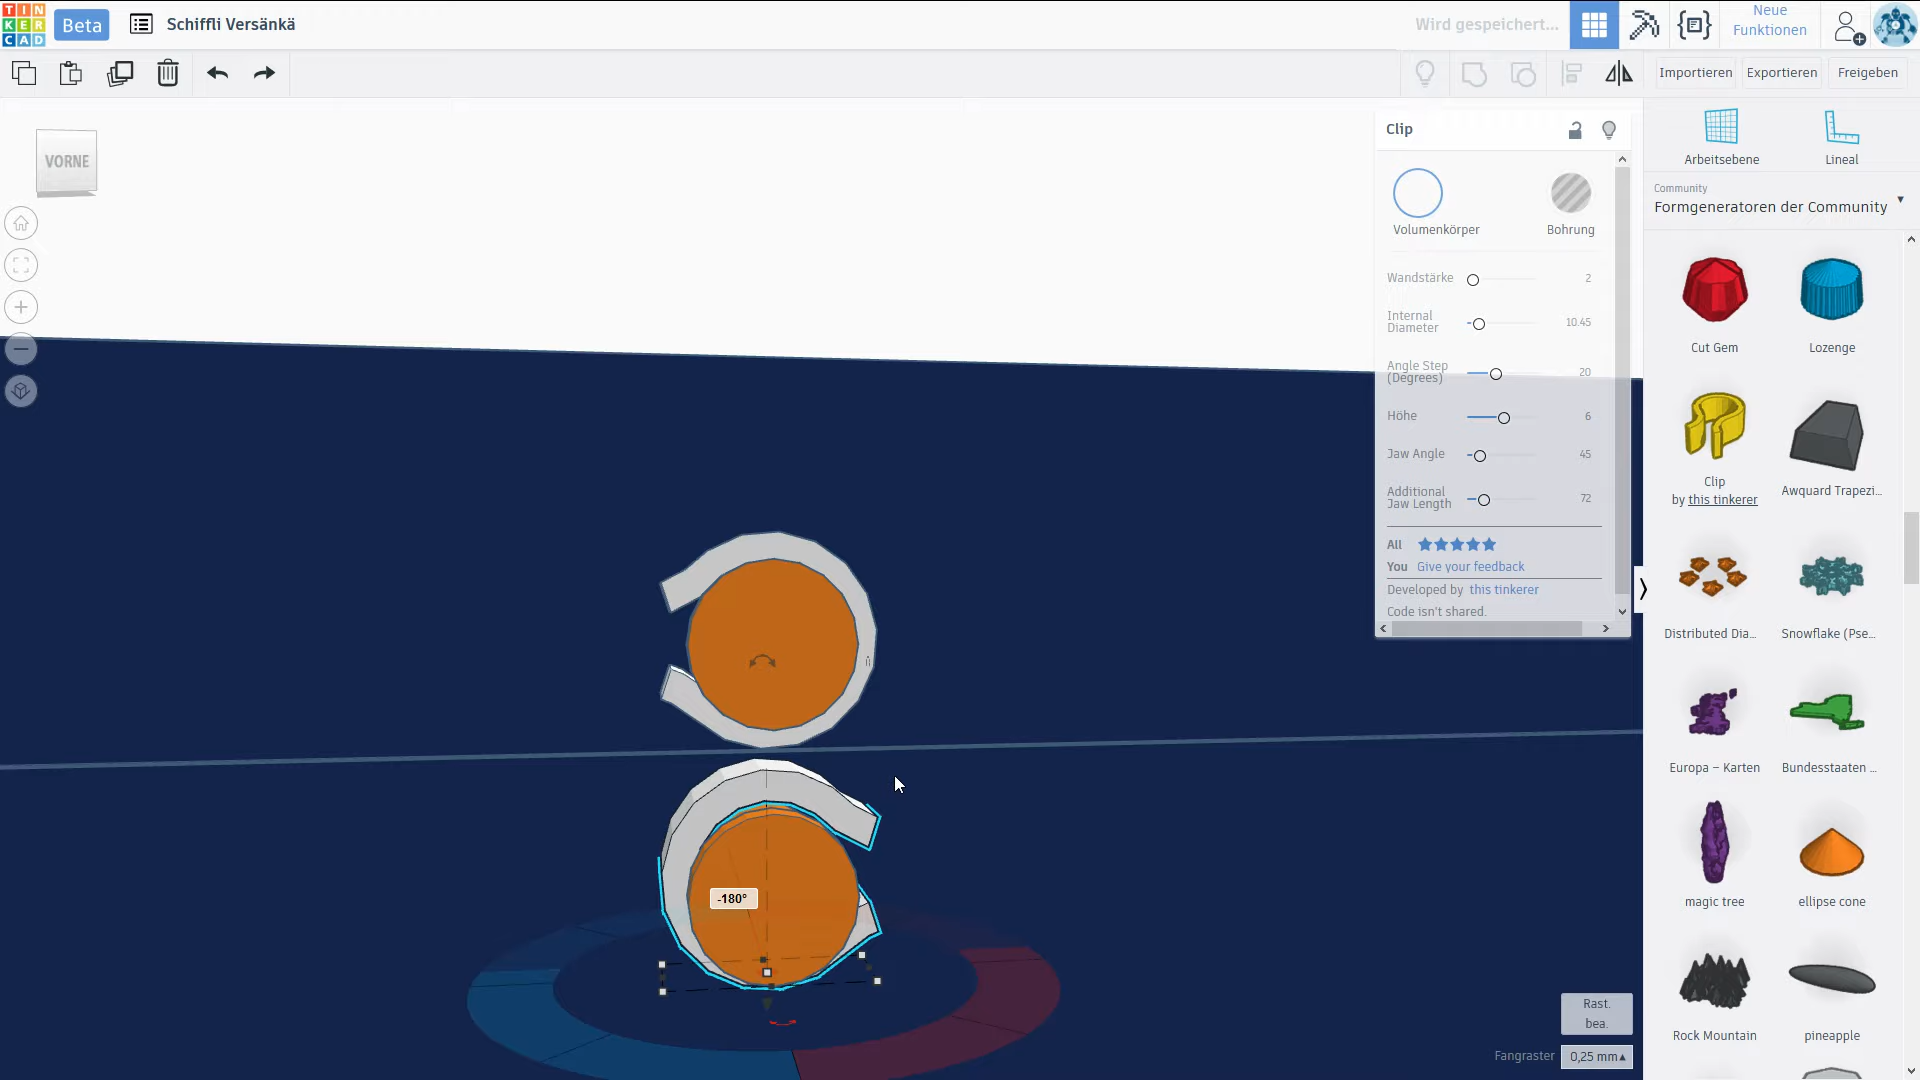 TIN
KER
CAD
Beta
Schiffli Versänkä
Wird gespeichert...
Neue
Funktionen
Importieren
Exportieren
Freigeben
VORNE
Clip
Volumenkörper
Bohrung
Wandstärke
2
Internal
Diameter
10.45
Angle Step
(Degrees)
20
Höhe
6
Jaw Angle
45
Additional
Jaw Length
72
All
You Give your feedback
Developed by this tinkerer
Code isn't shared.
Arbeitsebene
Lineal
Community
Formgeneratoren der Community
Cut Gem
Lozenge
Clip
by this tinkerer
Awquard Trapezi...
Distributed Dia...
Snowflake (Pse...
Europa – Karten
Bundesstaaten ...
magic tree
ellipse cone
Rock Mountain
pineapple
-180°
Rast.
bea.
Fangraster
0,25 mm